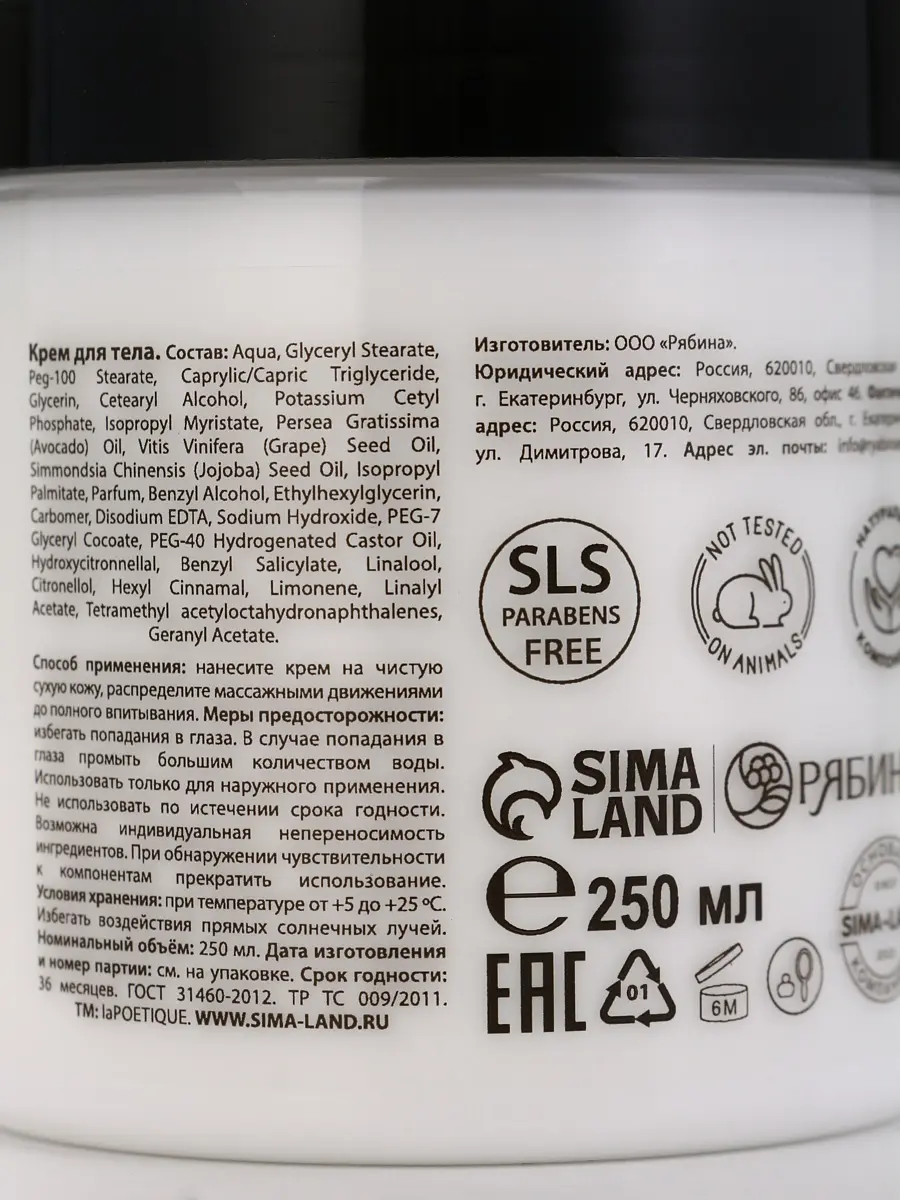 Крем для тела. Состав: Aqua, Glyceryl Stearate,
Peg-100 Stearate, Caprylic/Capric Triglyceride,
Glycerin, Cetearyl Alcohol, Potassium Cetyl
Phosphate, Isopropyl Myristate, Persea Gratissima
(Avocado) Oil, Vitis Vinifera (Grape) Seed Oil,
Simmondsia Chinensis (Jojoba) Seed Oil, Isopropyl
Palmitate, Parfum, Benzyl Alcohol, Ethylhexylglycerin,
Carbomer, Disodium EDTA, Sodium Hydroxide, PEG-7
Glyceryl Cocoate, PEG-40 Hydrogenated Castor Oil,
Hydroxycitronnellal, Benzyl Salicylate, Linalool,
Citronellol, Hexyl Cinnamal, Limonene, Linalyl
Acetate, Tetramethyl acetyloctahydronaphthalenes,
Geranyl Acetate.
Способ применения: нанесите крем на чистую
сухую кожу, распределите массажными движениями
до полного впитывания. Меры предосторожности:
избегать попадания в глаза. В случае попадания в
глаза промыть большим количеством воды.
Использовать только для наружного применения.
Не использовать по истечении срока годности.
Возможна индивидуальная непереносимость
ингредиентов. При обнаружении чувствительности
к компонентам прекратить использование.
Условия хранения: при температуре от +5 до +25 ºС.
Избегать воздействия прямых солнечных лучей.
Номинальный объём: 250 мл. Дата изготовления
и номер партии: см. на упаковке. Срок годности:
36 месяцев. ГОСТ 31460-2012. ТР ТС 009/2011.
ТМ: laPOETIQUE. WWW.SIMA-LAND.RU
Изготовитель: ООО «Рябина».
Юридический адрес: Россия, 620010, Свердловская
г. Екатеринбург, ул. Черняховского, 86, офис 46.
адрес: Россия, 620010, Свердловская обл., г.
ул. Димитрова, 17. Адрес эл. почты:
SLS
PARABENS
FREE
NOT TESTED
ON ANIMALS
SIMA
LAND
РЯБИН
e 250 мл
EAC
01
6M
SIMA-LA